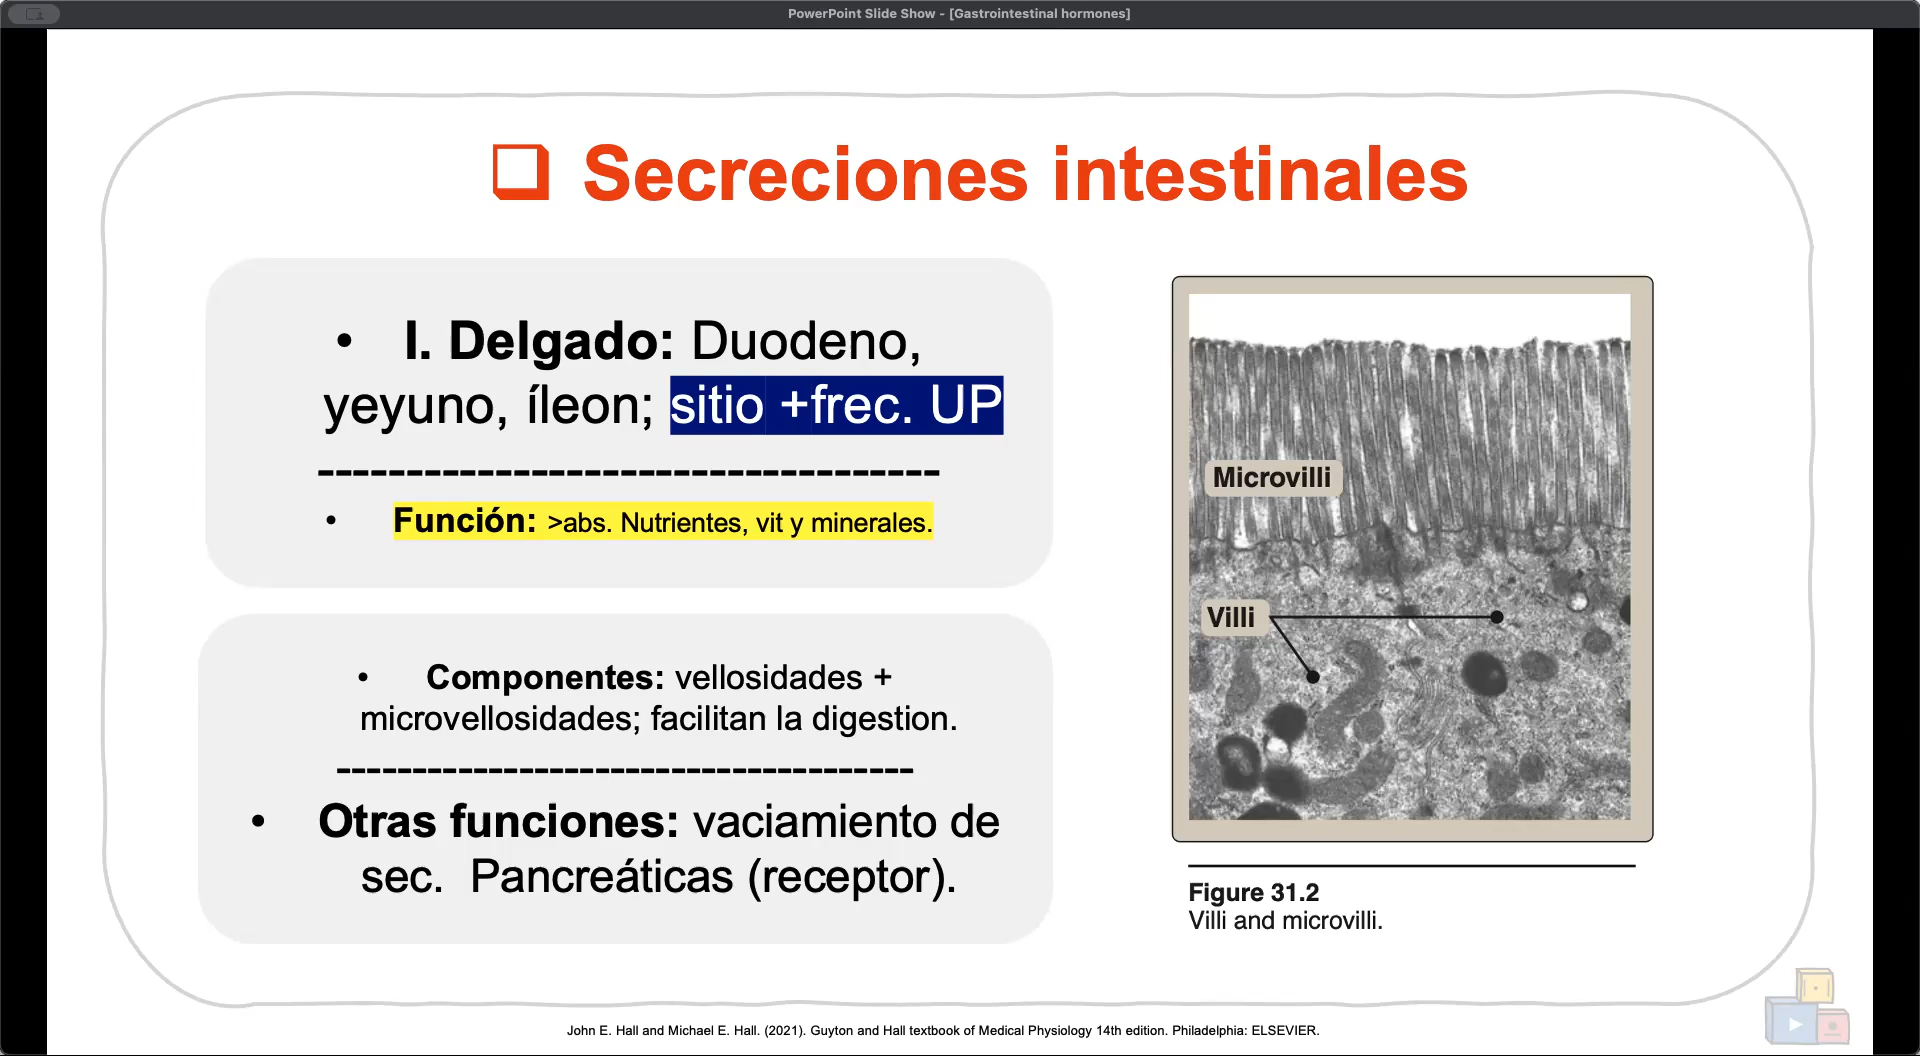 PowerPoint Slide Show - [Gastrointestinal hormones]
❑ Secreciones intestinales
• I. Delgado: Duodeno,
yeyuno, íleon; sitio +frec. UP
-----------------------------------
• Función: >abs. Nutrientes, vit y minerales.
• Componentes: vellosidades +
microvellosidades; facilitan la digestion.
--------------------------------------
• Otras funciones: vaciamiento de
sec. Pancreáticas (receptor).
Microvilli
Villi
Figure 31.2
Villi and microvilli.
John E. Hall and Michael E. Hall. (2021). Guyton and Hall textbook of Medical Physiology 14th edition. Philadelphia: ELSEVIER.